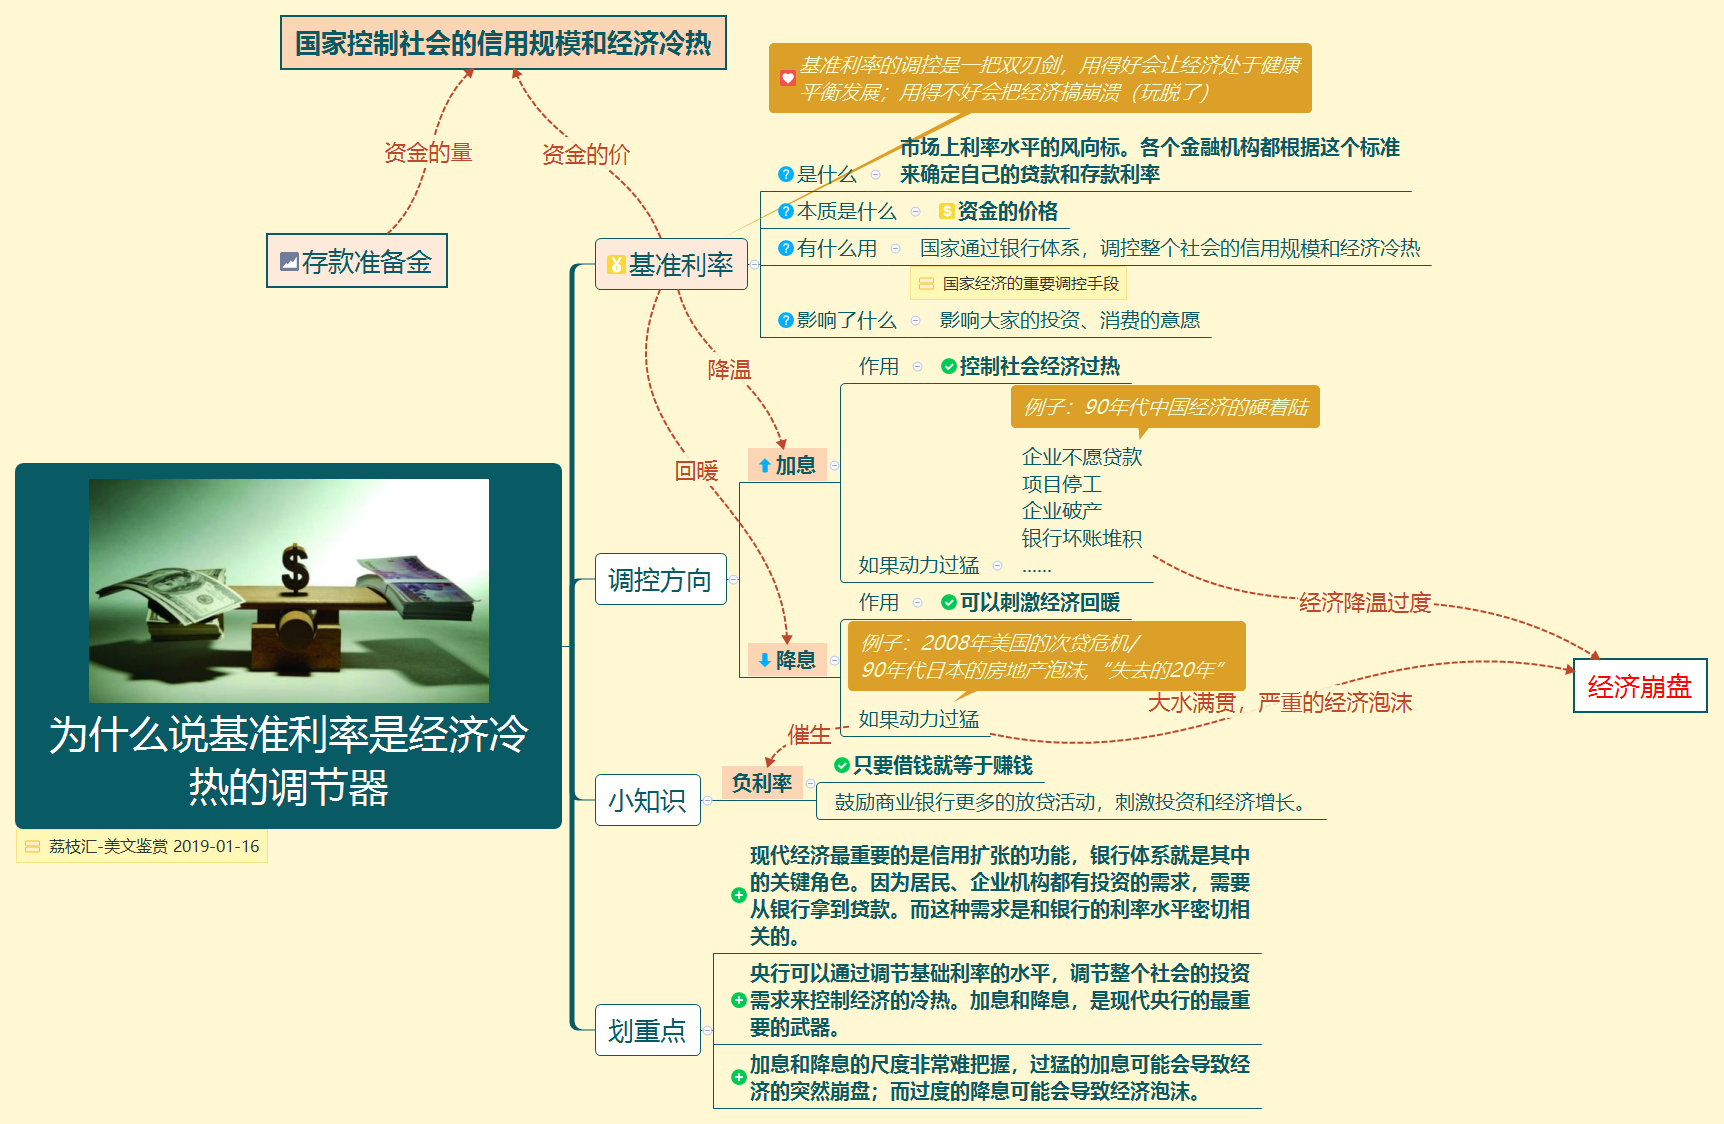 国家控制社会的信用规模和经济冷热
资金的量
资金的价
存款准备金
基准利率的调控是一把双刃剑，用得好会让经济处于健康
平衡发展；用得不好会把经济搞崩溃（玩脱了）
基准利率
是什么
市场上利率水平的风向标。各个金融机构都根据这个标准
来确定自己的贷款和存款利率
本质是什么
$ 资金的价格
有什么用
国家通过银行体系，调控整个社会的信用规模和经济冷热
国家经济的重要调控手段
影响了什么
影响大家的投资、消费的意愿
降温
回暖
调控方向
加息
作用
控制社会经济过热
例子：90年代中国经济的硬着陆
如果动力过猛
企业不愿贷款
项目停工
企业破产
银行坏账堆积
......
经济降温过度
降息
作用
可以刺激经济回暖
例子：2008年美国的次贷危机/
90年代日本的房地产泡沫，“失去的20年”
如果动力过猛
大水满贯，严重的经济泡沫
经济崩盘
催生
$
为什么说基准利率是经济冷
热的调节器
荔枝汇-美文鉴赏 2019-01-16
小知识
负利率
只要借钱就等于赚钱
鼓励商业银行更多的放贷活动，刺激投资和经济增长。
划重点
现代经济最重要的是信用扩张的功能，银行体系就是其中
的关键角色。因为居民、企业机构都有投资的需求，需要
从银行拿到贷款。而这种需求是和银行的利率水平密切相
关的。
央行可以通过调节基础利率的水平，调节整个社会的投资
需求来控制经济的冷热。加息和降息，是现代央行的最重
要的武器。
加息和降息的尺度非常难把握，过猛的加息可能会导致经
济的突然崩盘；而过度的降息可能会导致经济泡沫。